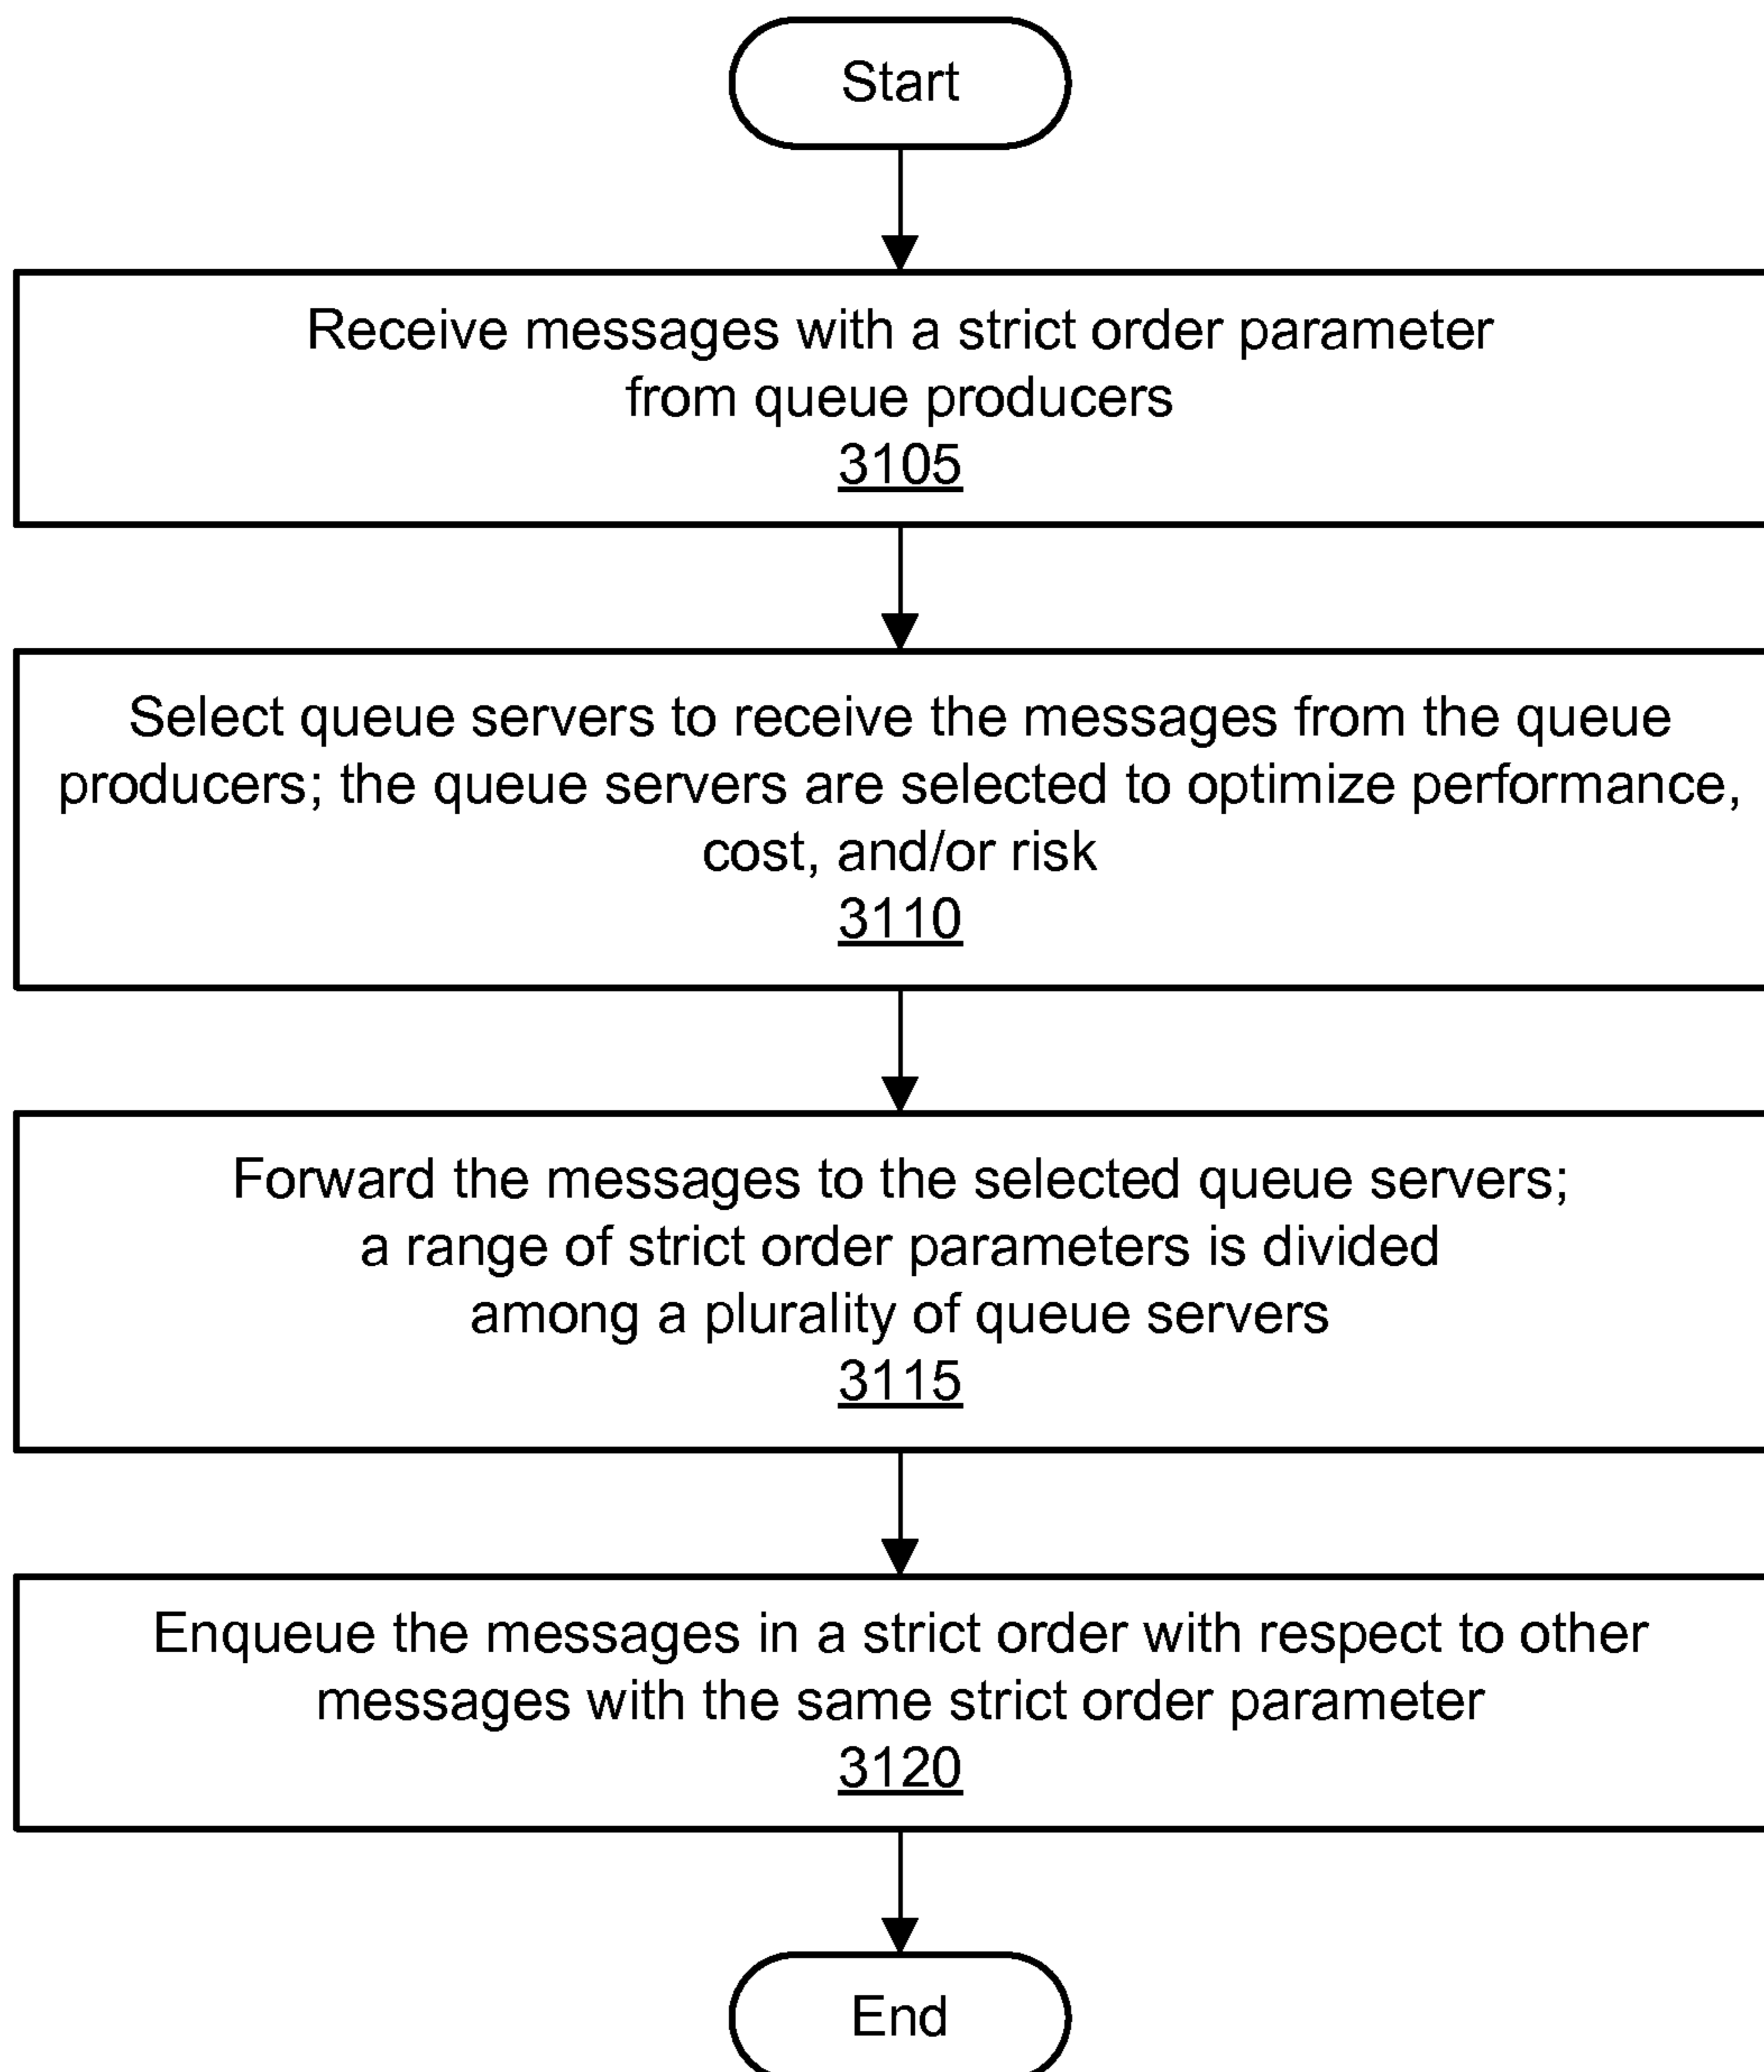 Start
Receive messages with a strict order parameter
from queue producers
3105
Select queue servers to receive the messages from the queue
producers; the queue servers are selected to optimize performance,
cost, and/or risk
3110
Forward the messages to the selected queue servers;
a range of strict order parameters is divided
among a plurality of queue servers
3115
Enqueue the messages in a strict order with respect to other
messages with the same strict order parameter
3120
End